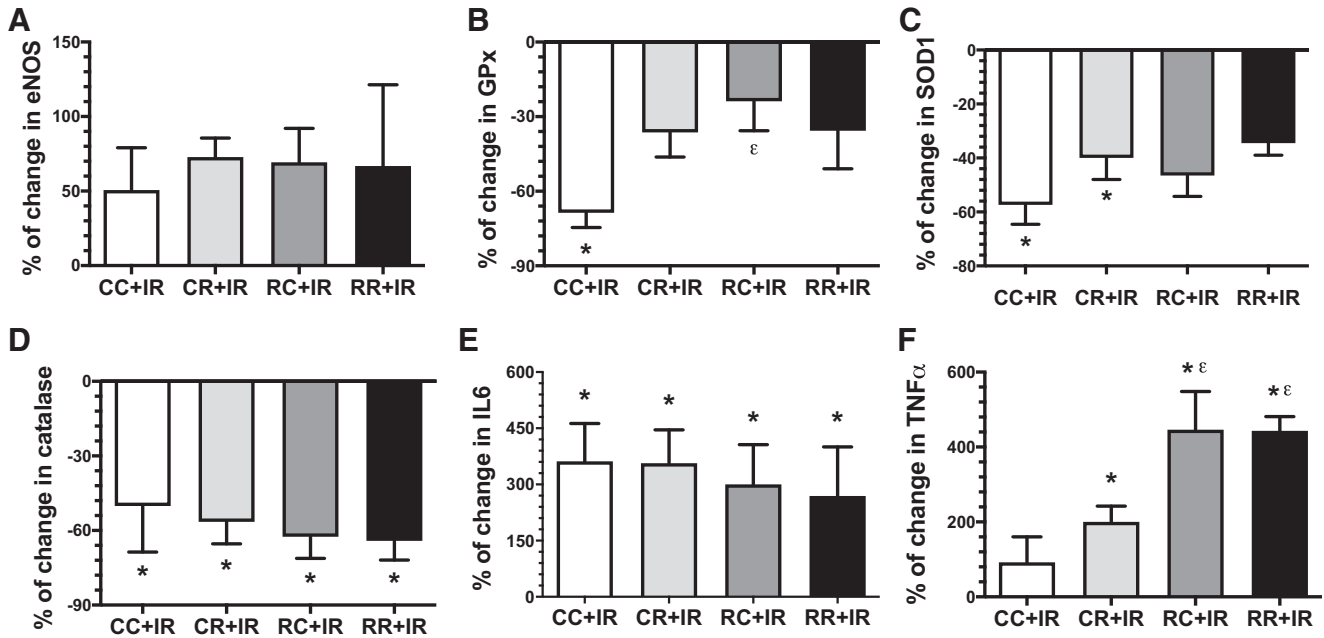 A
% of change in eNOS
150
100
50
0
CC+IR CR+IR RC+IR RR+IR
B
% of change in GPx
0
-30
-60
-90
*
ε
CC+IR CR+IR RC+IR RR+IR
C
% of change in SOD1
0
-20
-40
-60
-80
*
*
CC+IR CR+IR RC+IR RR+IR
D
% of change in catalase
0
-30
-60
-90
* * * *
CC+IR CR+IR RC+IR RR+IR
E
% of change in IL6
600
450
300
150
0
* * * *
CC+IR CR+IR RC+IR RR+IR
F
% of change in TNFα
600
400
200
0
*
* ε
* ε
CC+IR CR+IR RC+IR RR+IR